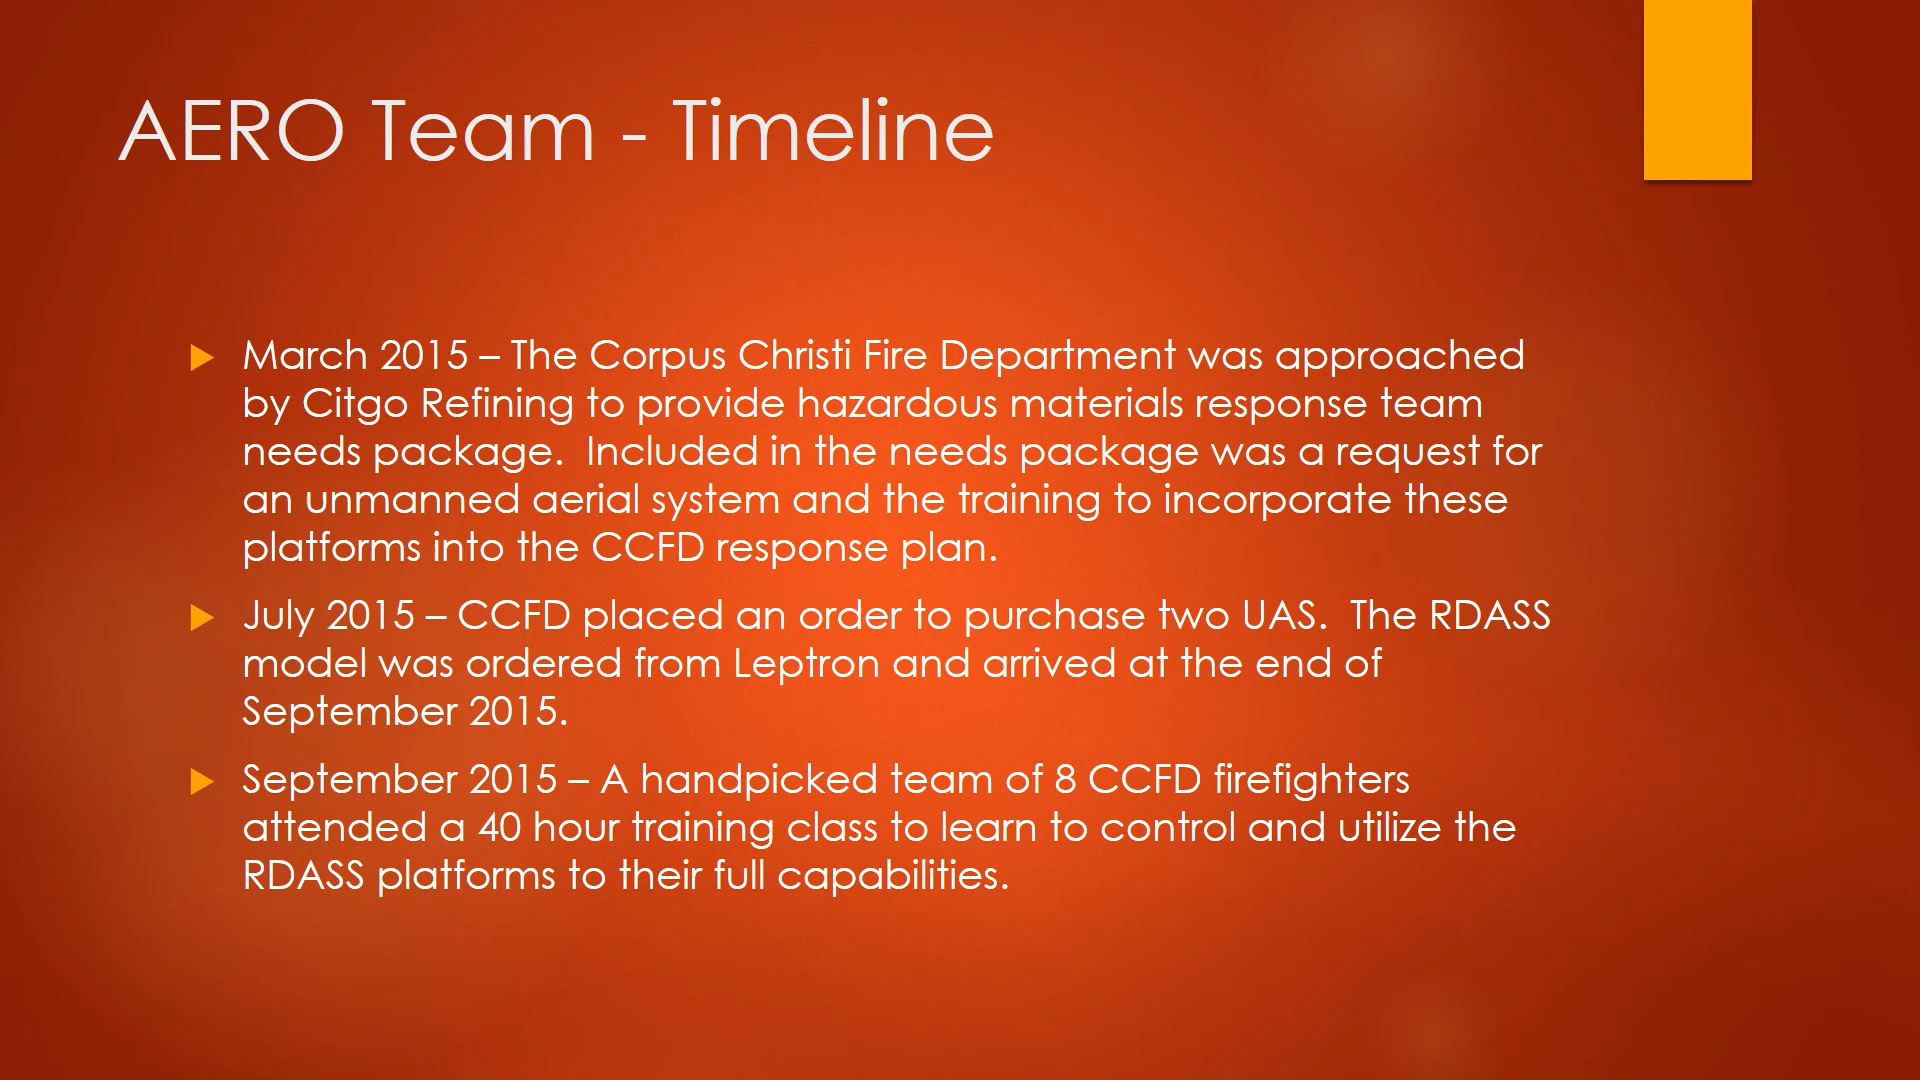 AERO Team - Timeline
March 2015 – The Corpus Christi Fire Department was approached
by Citgo Refining to provide hazardous materials response team
needs package.  Included in the needs package was a request for
an unmanned aerial system and the training to incorporate these
platforms into the CCFD response plan.
July 2015 – CCFD placed an order to purchase two UAS.  The RDASS
model was ordered from Leptron and arrived at the end of
September 2015.
September 2015 – A handpicked team of 8 CCFD firefighters
attended a 40 hour training class to learn to control and utilize the
RDASS platforms to their full capabilities.